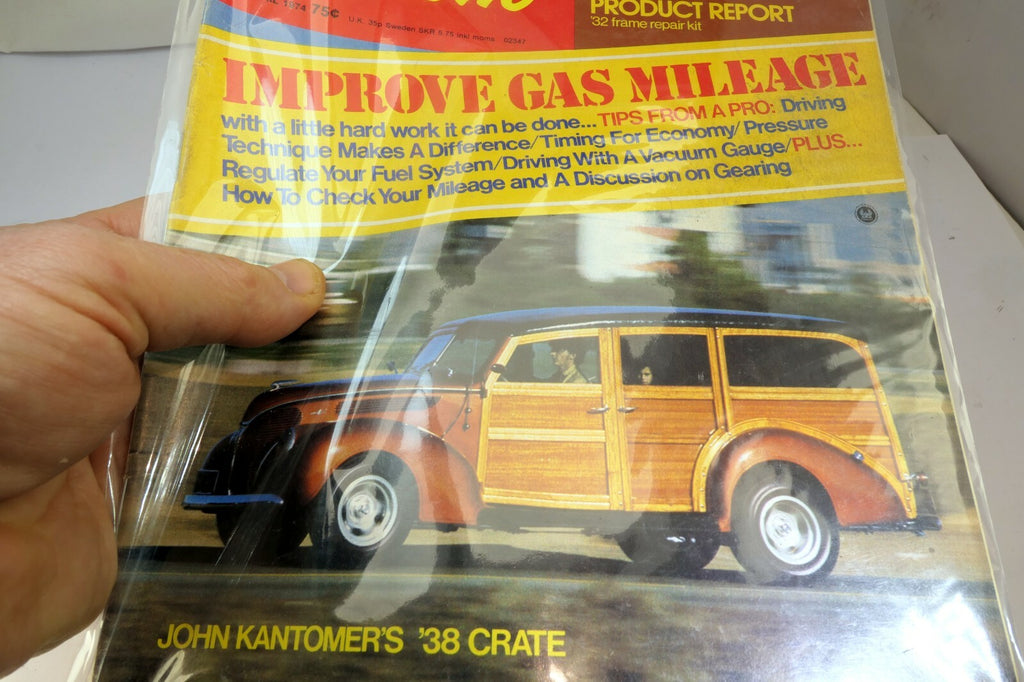 1974 75¢
U.K. 35p Sweden SKR 6.75 inkl moms 02347
PRODUCT REPORT
'32 frame repair kit
IMPROVE GAS MILEAGE
with a little hard work it can be done...TIPS FROM A PRO: Driving
Technique Makes A Difference/Timing For Economy/Pressure
Regulate Your Fuel System/Driving With A Vacuum Gauge/PLUS...
How To Check Your Mileage and A Discussion on Gearing
JOHN KANTOMER'S '38 CRATE